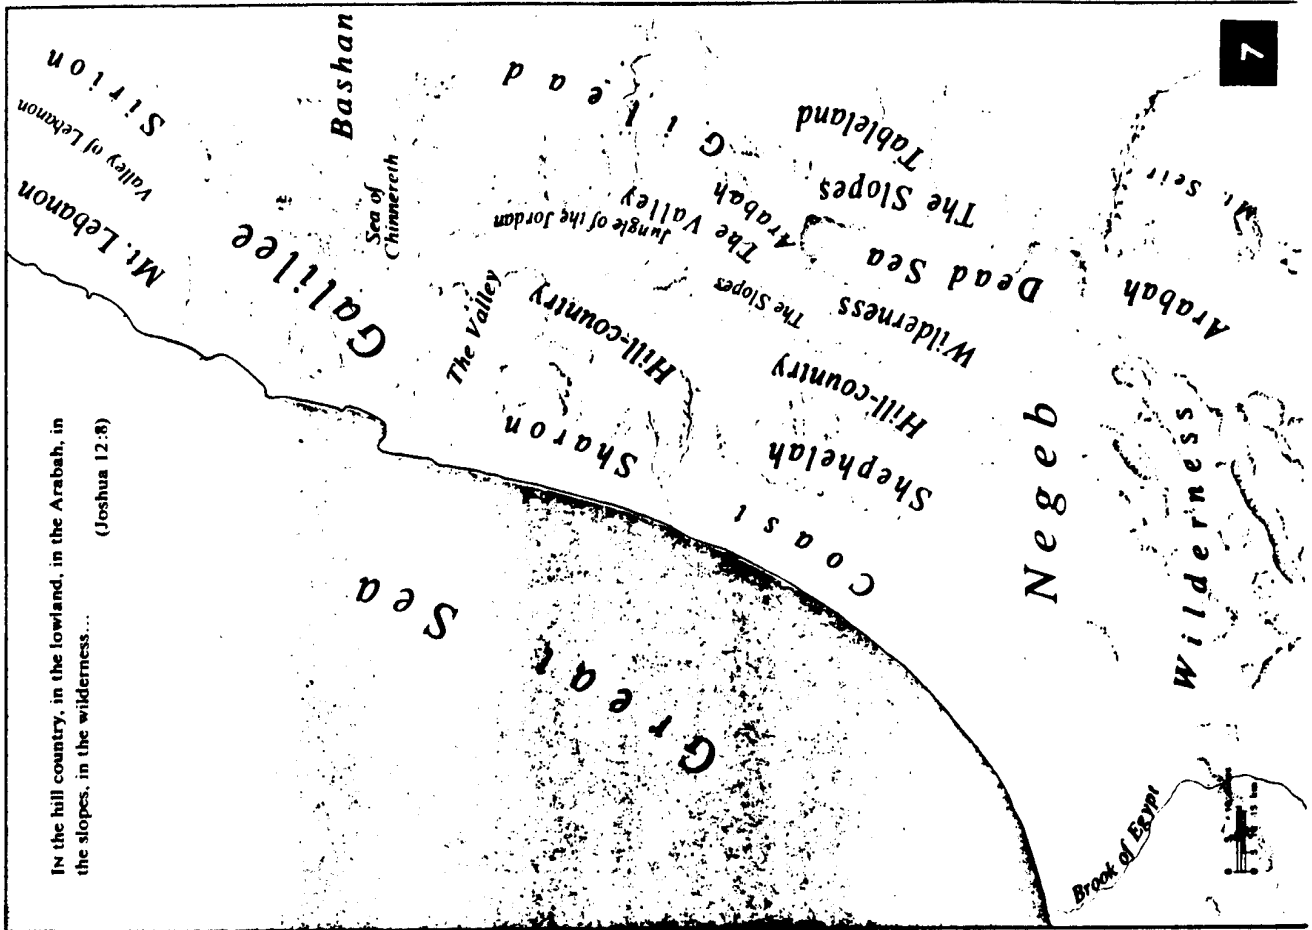 IN the hill country, in the lowland, in the Arabah, in
the slopes, in the wilderness...
(Joshua 12:8)
7
Sirion
Valley of Lebanon
Mt. Lebanon
Bashan
Sea of
Chinnereth
Galilee
Gilead
Jungle of the Jordan
The Valley
Arabah
The Valley
Hill-country
Sharon
Tableland
The Slopes
Dead Sea
Wilderness
The Slopes
Hill-country
Shephelah
Coast
Great Sea
Mt. Seir
Arabah
Negeb
Wilderness
Brook of Egypt